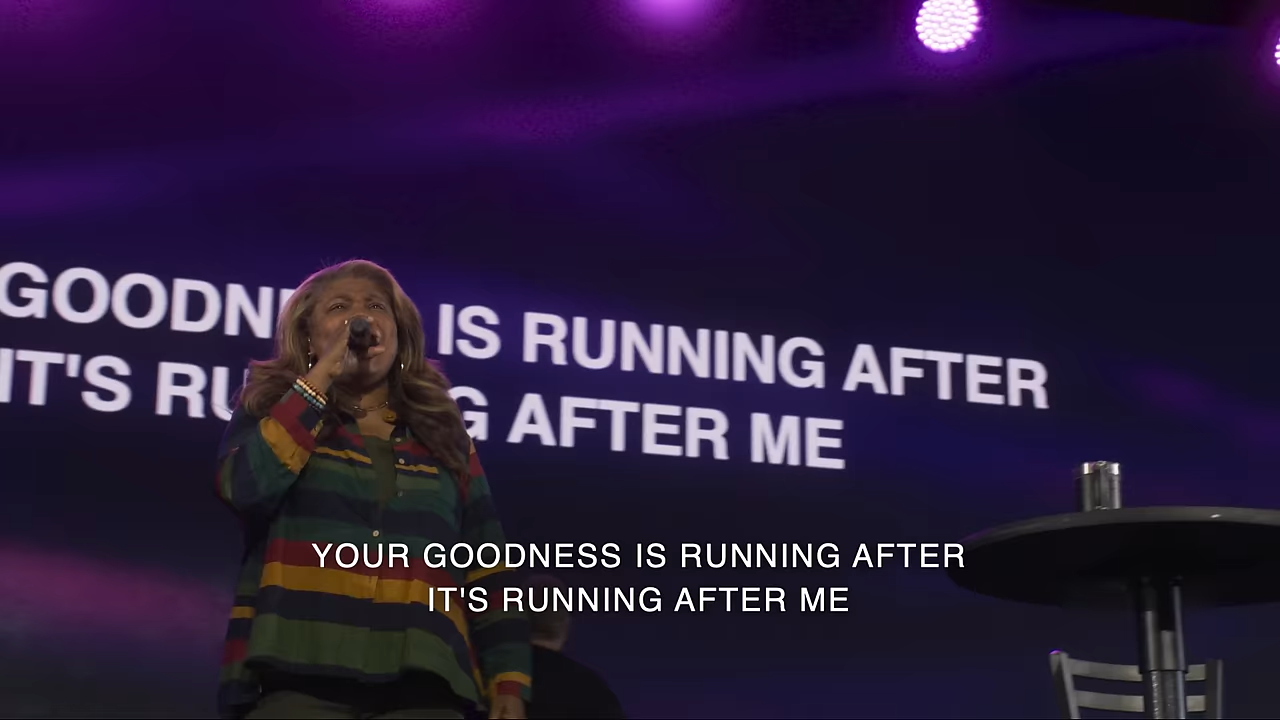 GOODN IS RUNNING AFTER
IT'S RU G AFTER ME
YOUR GOODNESS IS RUNNING AFTER
IT'S RUNNING AFTER ME